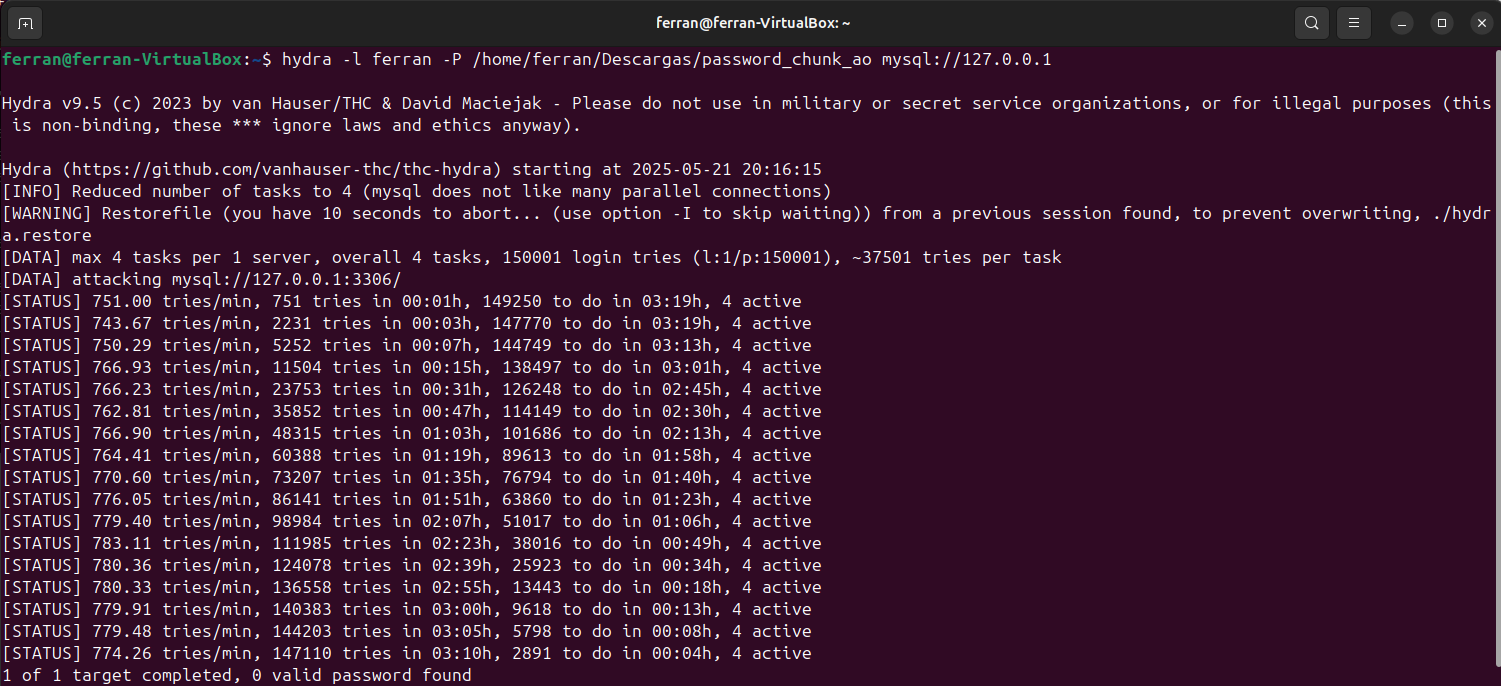 ferran@ferran-VirtualBox: ~
ferran@ferran-VirtualBox:~$ hydra -l ferran -P /home/ferran/Descargas/password_chunk_ao mysql://127.0.0.1
Hydra v9.5 (c) 2023 by van Hauser/THC & David Maciejak - Please do not use in military or secret service organizations, or for illegal purposes (this
is non-binding, these *** ignore laws and ethics anyway).
Hydra (https://github.com/vanhauser-thc/thc-hydra) starting at 2025-05-21 20:16:15
[INFO] Reduced number of tasks to 4 (mysql does not like many parallel connections)
[WARNING] Restorefile (you have 10 seconds to abort... (use option -I to skip waiting)) from a previous session found, to prevent overwriting, ./hydr
a.restore
[DATA] max 4 tasks per 1 server, overall 4 tasks, 150001 login tries (l:1/p:150001), ~37501 tries per task
[DATA] attacking mysql://127.0.0.1:3306/
[STATUS] 751.00 tries/min, 751 tries in 00:01h, 149250 to do in 03:19h, 4 active
[STATUS] 743.67 tries/min, 2231 tries in 00:03h, 147770 to do in 03:19h, 4 active
[STATUS] 750.29 tries/min, 5252 tries in 00:07h, 144749 to do in 03:13h, 4 active
[STATUS] 766.93 tries/min, 11504 tries in 00:15h, 138497 to do in 03:01h, 4 active
[STATUS] 766.23 tries/min, 23753 tries in 00:31h, 126248 to do in 02:45h, 4 active
[STATUS] 762.81 tries/min, 35852 tries in 00:47h, 114149 to do in 02:30h, 4 active
[STATUS] 766.90 tries/min, 48315 tries in 01:03h, 101686 to do in 02:13h, 4 active
[STATUS] 764.41 tries/min, 60388 tries in 01:19h, 89613 to do in 01:58h, 4 active
[STATUS] 770.60 tries/min, 73207 tries in 01:35h, 76794 to do in 01:40h, 4 active
[STATUS] 776.05 tries/min, 86141 tries in 01:51h, 63860 to do in 01:23h, 4 active
[STATUS] 779.40 tries/min, 98984 tries in 02:07h, 51017 to do in 01:06h, 4 active
[STATUS] 783.11 tries/min, 111985 tries in 02:23h, 38016 to do in 00:49h, 4 active
[STATUS] 780.36 tries/min, 124078 tries in 02:39h, 25923 to do in 00:34h, 4 active
[STATUS] 780.33 tries/min, 136558 tries in 02:55h, 13443 to do in 00:18h, 4 active
[STATUS] 779.91 tries/min, 140383 tries in 03:00h, 9618 to do in 00:13h, 4 active
[STATUS] 779.48 tries/min, 144203 tries in 03:05h, 5798 to do in 00:08h, 4 active
[STATUS] 774.26 tries/min, 147110 tries in 03:10h, 2891 to do in 00:04h, 4 active
1 of 1 target completed, 0 valid password found